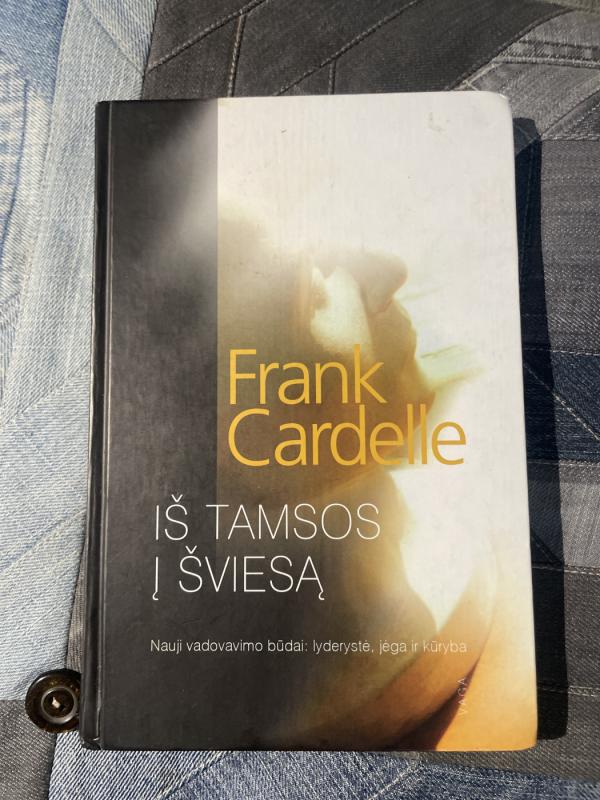 Frank
Cardelle
IŠ TAMSOS
Į ŠVIESĄ
Nauji vadovavimo būdai: lyderystė, jėga ir kūryba
VAGA